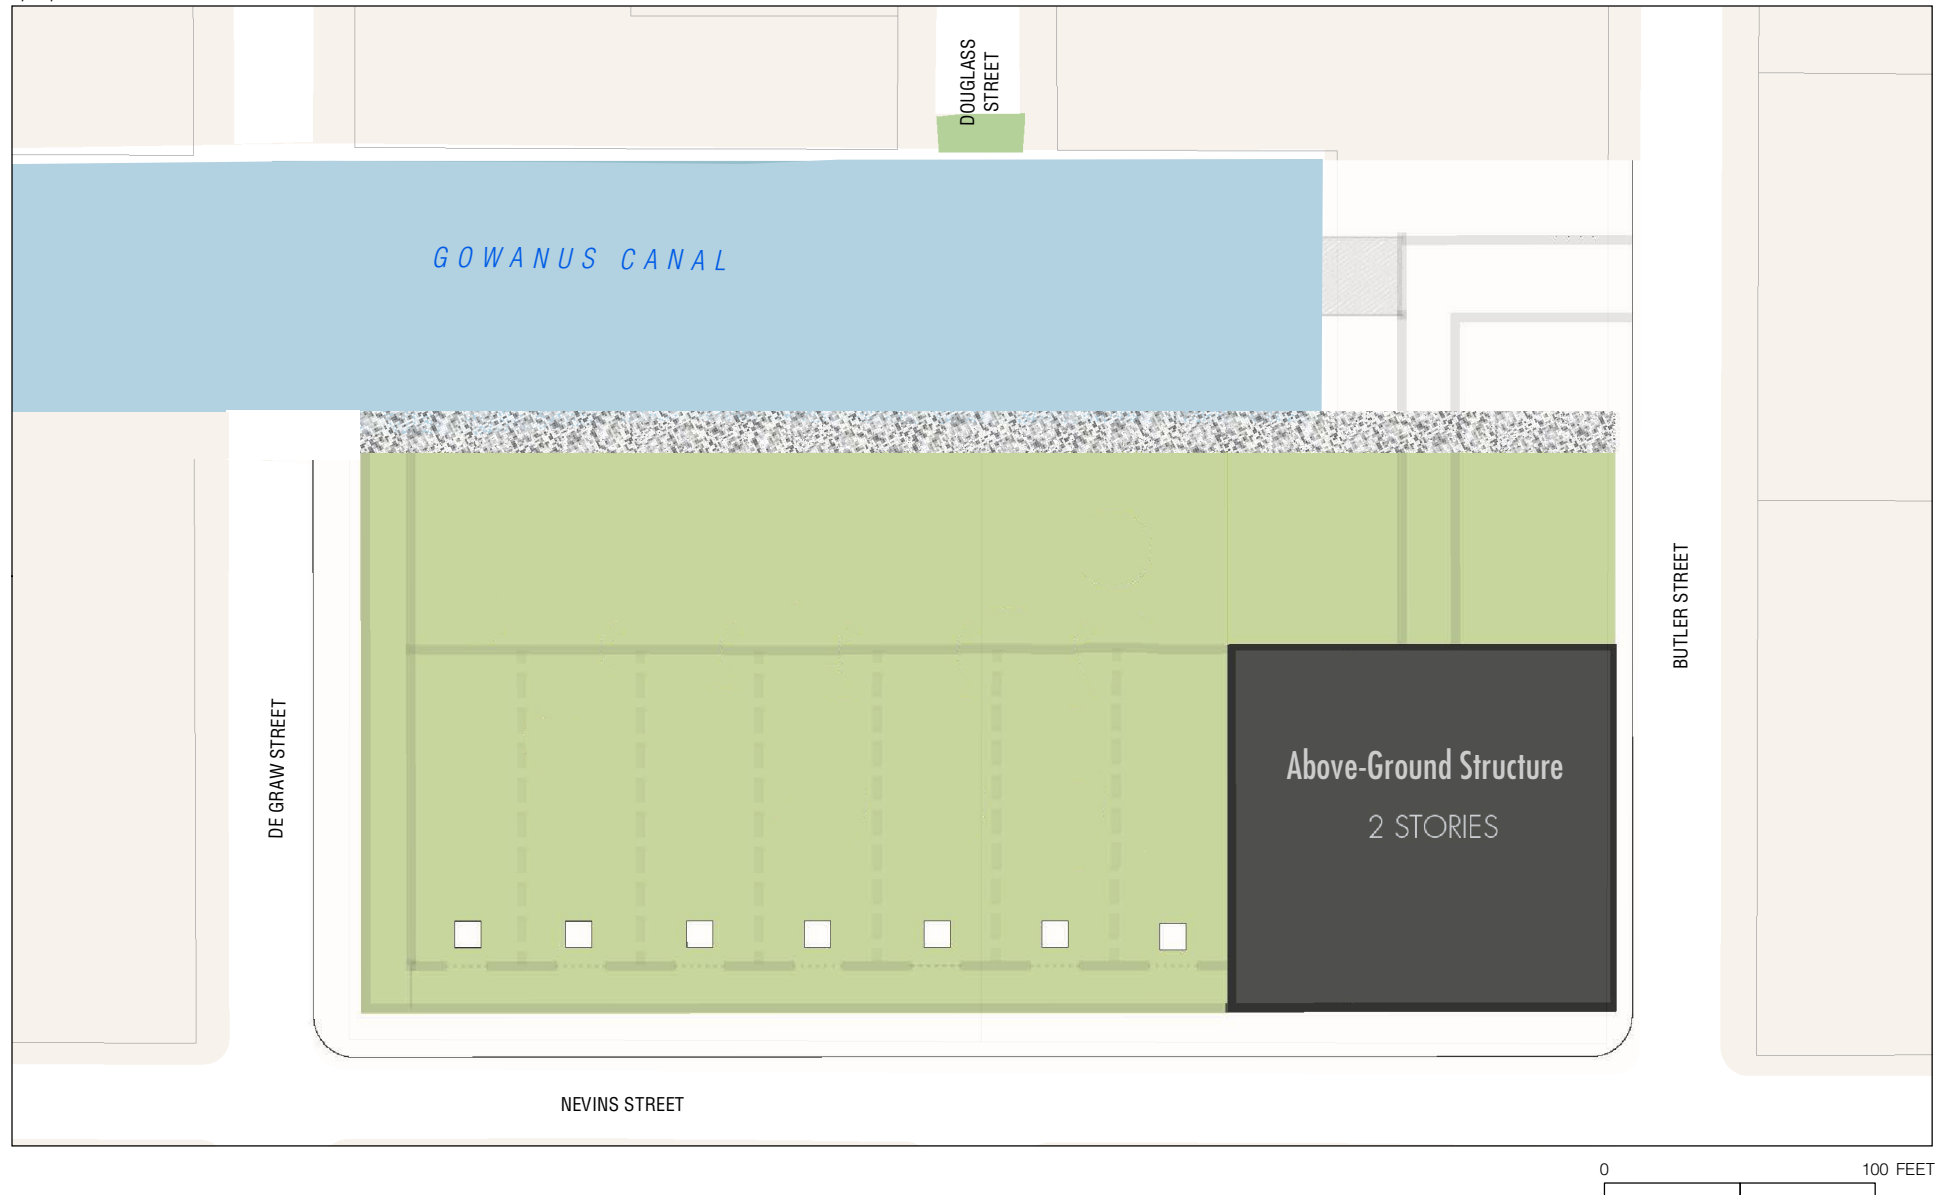 DOUGLASS
STREET
GOWANUS CANAL
BUTLER STREET
DE GRAW STREET
Above-Ground Structure
2 STORIES
NEVINS STREET
0
100 FEET